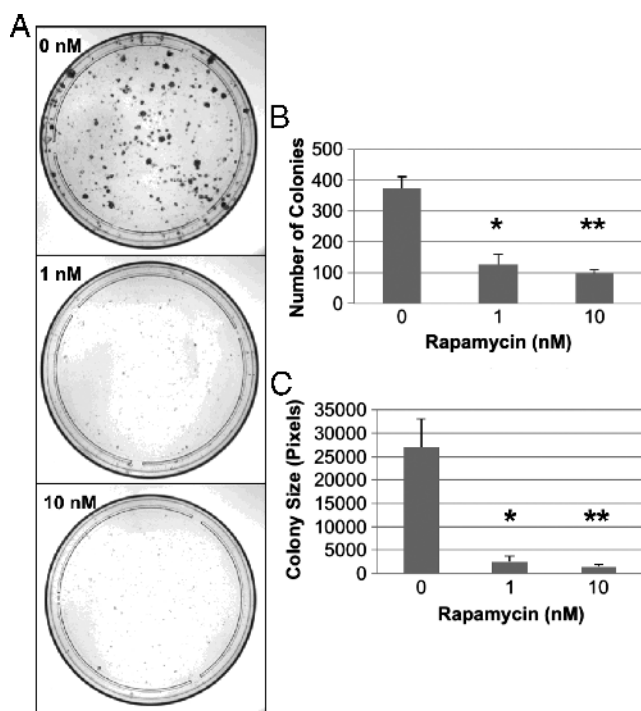 A
0 nM
1 nM
10 nM
B
Number of Colonies
500
400
300
200
100
0
*
**
0 1 10
Rapamycin (nM)
C
Colony Size (Pixels)
35000
30000
25000
20000
15000
10000
5000
0
*
**
0 1 10
Rapamycin (nM)